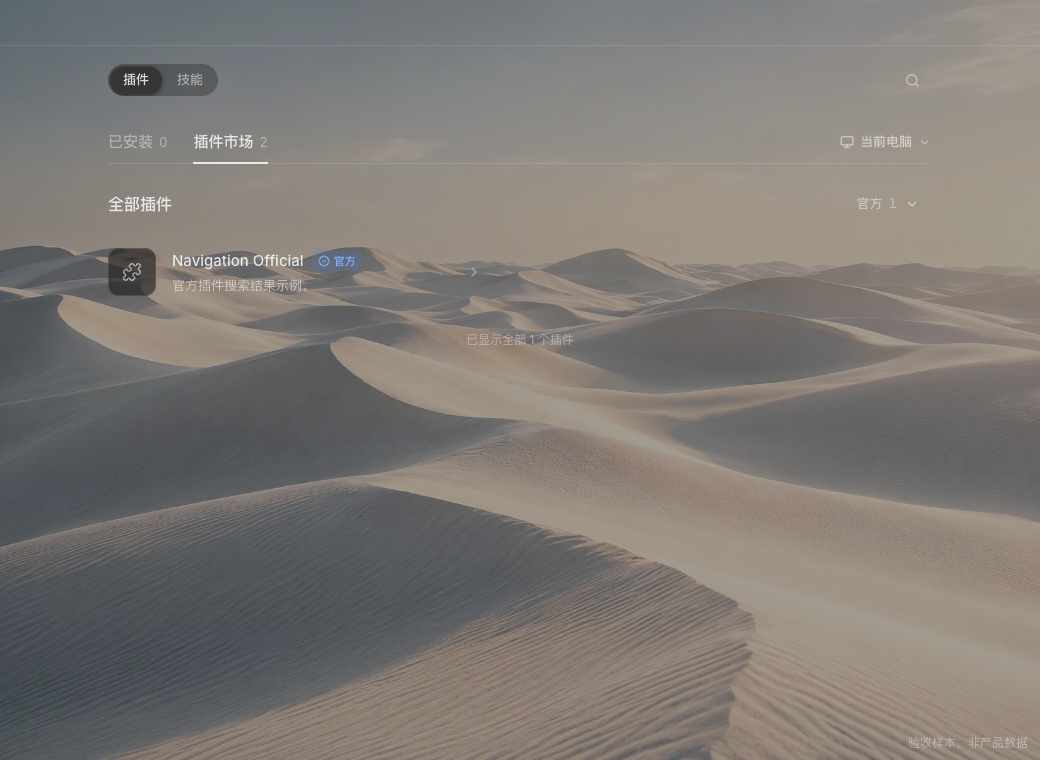 插件 技能
已安装 0 插件市场 2 当前电脑
全部插件 官方 1
Navigation Official 官方
官方插件搜索结果示例。
已显示全部 1 个插件
验收样本，非产品数据